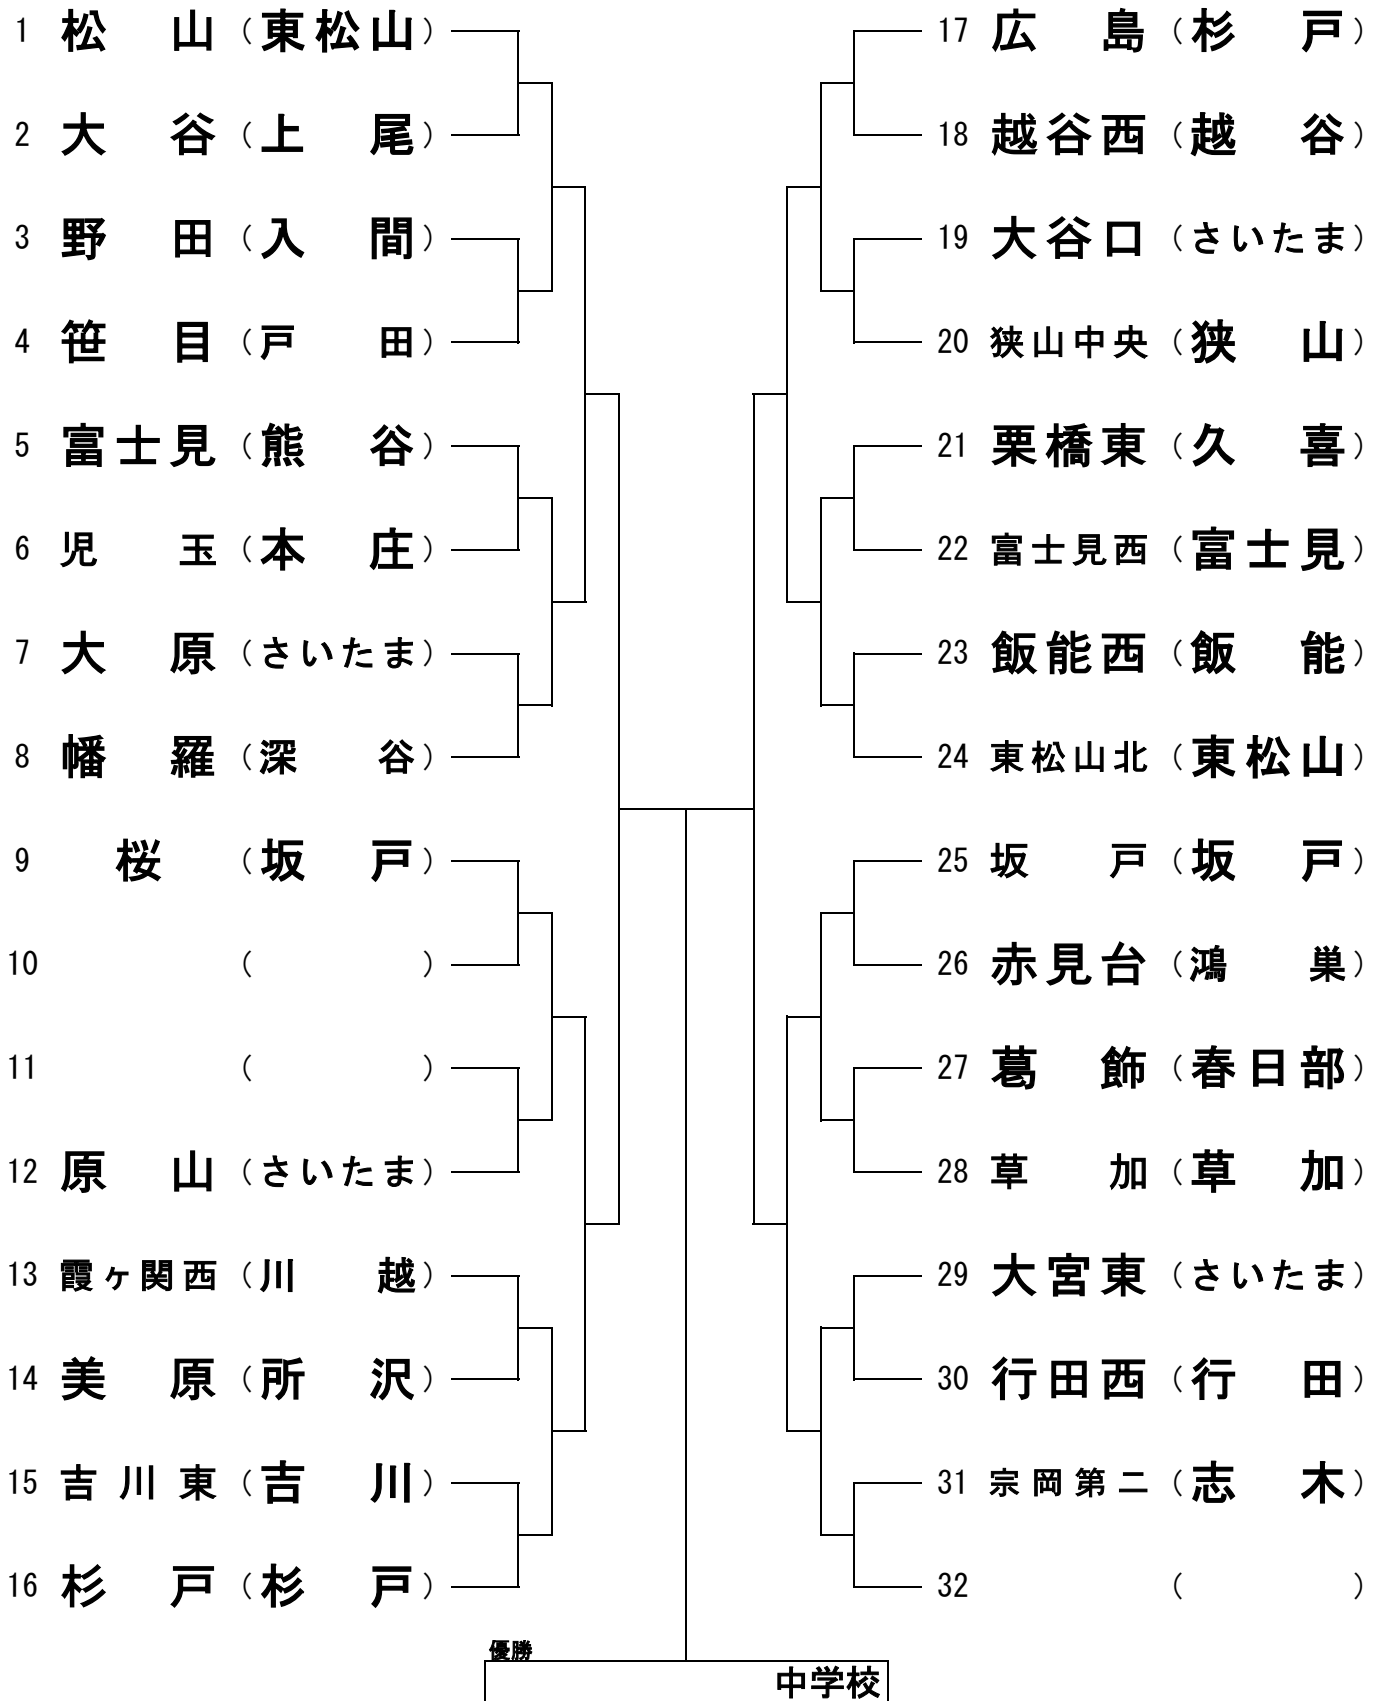 1 松山（東松山）
2 大谷（上尾）
3 野田（入間）
4 笹目（戸田）
5 富士見（熊谷）
6 児玉（本庄）
7 大原（さいたま）
8 幡羅（深谷）
9 桜（坂戸）
10 （ ）
11 （ ）
12 原山（さいたま）
13 霞ヶ関西（川越）
14 美原（所沢）
15 吉川東（吉川）
16 杉戸（杉戸）
17 広島（杉戸）
18 越谷西（越谷）
19 大谷口（さいたま）
20 狭山中央（狭山）
21 栗橋東（久喜）
22 富士見西（富士見）
23 飯能西（飯能）
24 東松山北（東松山）
25 坂戸（坂戸）
26 赤見台（鴻巣）
27 葛飾（春日部）
28 草加（草加）
29 大宮東（さいたま）
30 行田西（行田）
31 宗岡第二（志木）
32 （ ）
優勝
中学校